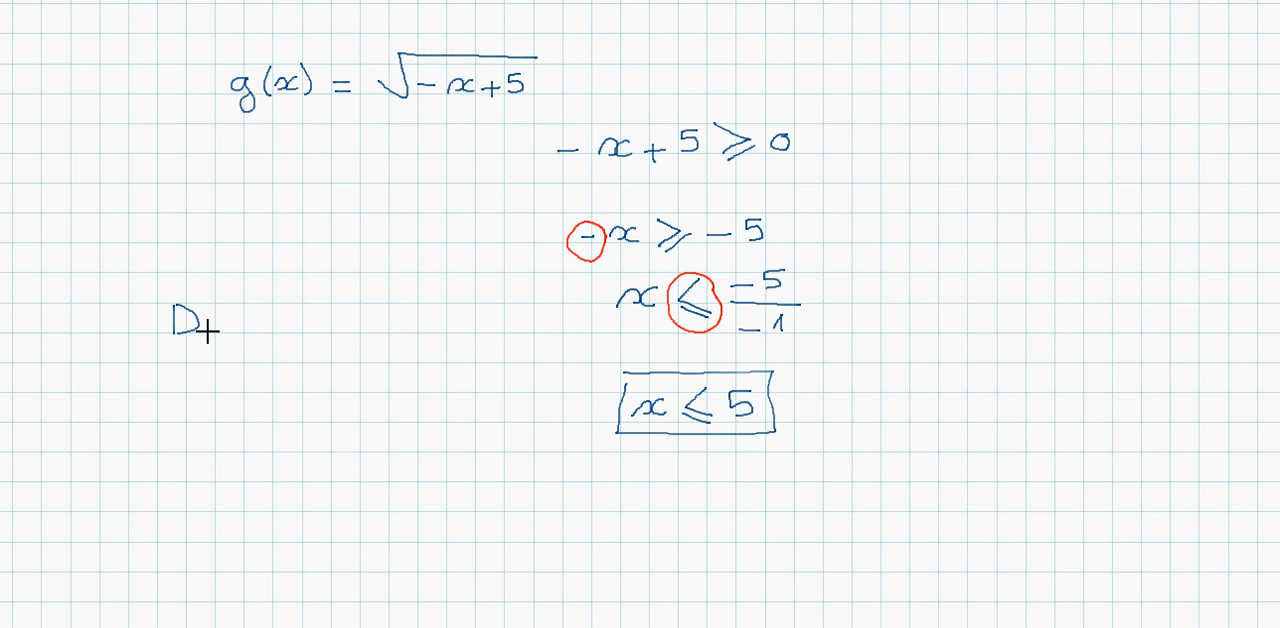 g(x) = √-x+5
-x+5 ⩾ 0
-x ⩾ -5
x ⩽ -5/-1
D
x ⩽ 5